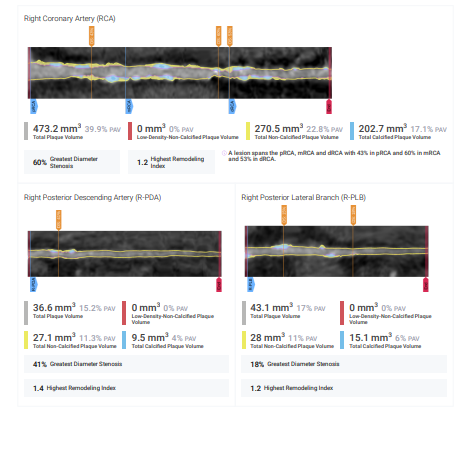 Right Coronary Artery (RCA)
473.2 mm³ 39.9% PAV
Total Plaque Volume
0 mm³ 0% PAV
Low-Density-Non-Calcified Plaque Volume
270.5 mm³ 22.8% PAV
Total Non-Calcified Plaque Volume
202.7 mm³ 17.1% PAV
Total Calcified Plaque Volume
60% Greatest Diameter Stenosis
1.2 Highest Remodeling Index
A lesion spans the pRCA, mRCA and dRCA with 43% in pRCA and 60% in mRCA
and 53% in dRCA.
Right Posterior Descending Artery (R-PDA)
36.6 mm³ 15.2% PAV
Total Plaque Volume
0 mm³ 0% PAV
Low-Density-Non-Calcified Plaque
Volume
27.1 mm³ 11.3% PAV
Total Non-Calcified Plaque Volume
9.5 mm³ 4% PAV
Total Calcified Plaque Volume
41% Greatest Diameter Stenosis
1.4 Highest Remodeling Index
Right Posterior Lateral Branch (R-PLB)
43.1 mm³ 17% PAV
Total Plaque Volume
0 mm³ 0% PAV
Low-Density-Non-Calcified Plaque
Volume
28 mm³ 11% PAV
Total Non-Calcified Plaque Volume
15.1 mm³ 6% PAV
Total Calcified Plaque Volume
18% Greatest Diameter Stenosis
1.2 Highest Remodeling Index